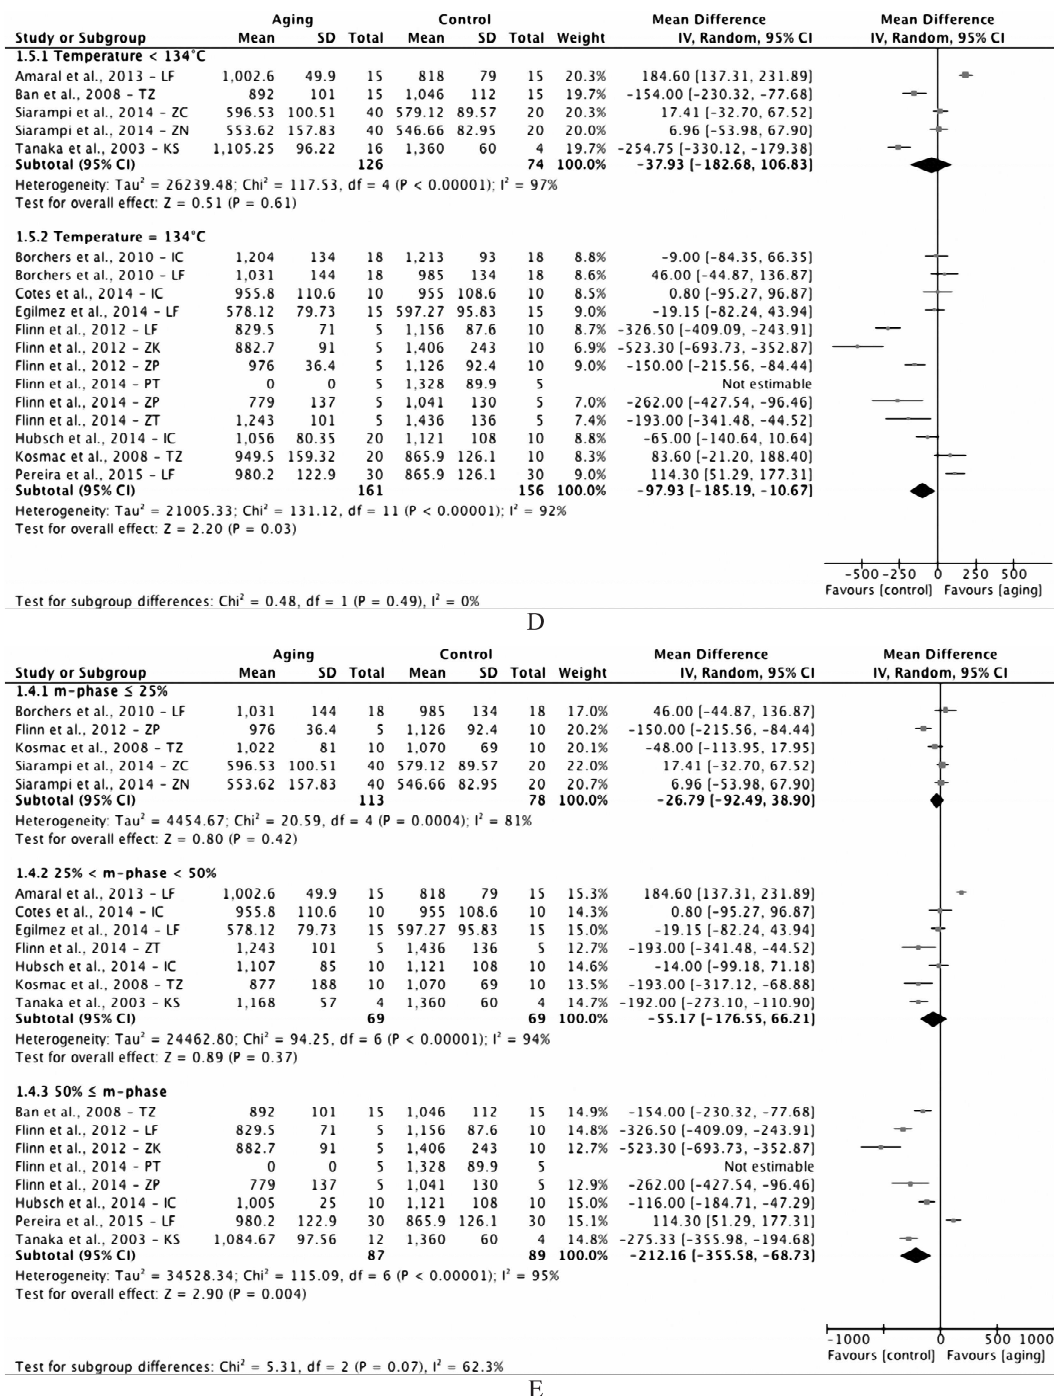 Aging Control Mean Difference Mean Difference
Study or Subgroup Mean SD Total Mean SD Total Weight IV, Random, 95% CI IV, Random, 95% CI
1.5.1 Temperature < 134°C
Amaral et al., 2013 – LF 1,002.6 49.9 15 818 79 15 20.3% 184.60 [137.31, 231.89]
Ban et al., 2008 – TZ 892 101 15 1,046 112 15 19.7% −154.00 [−230.32, −77.68]
Siarampi et al., 2014 – ZC 596.53 100.51 40 579.12 89.57 20 20.3% 17.41 [−32.70, 67.52]
Siarampi et al., 2014 – ZN 553.62 157.83 40 546.66 82.95 20 20.0% 6.96 [−53.98, 67.90]
Tanaka et al., 2003 – KS 1,105.25 96.22 16 1,360 60 4 19.7% −254.75 [−330.12, −179.38]
Subtotal (95% CI) 126 74 100.0% −37.93 [−182.68, 106.83]
Heterogeneity: Tau² = 26239.48; Chi² = 117.53, df = 4 (P < 0.00001); I² = 97%
Test for overall effect: Z = 0.51 (P = 0.61)
1.5.2 Temperature = 134°C
Borchers et al., 2010 – IC 1,204 134 18 1,213 93 18 8.8% −9.00 [−84.35, 66.35]
Borchers et al., 2010 – LF 1,031 144 18 985 134 18 8.6% 46.00 [−44.87, 136.87]
Cotes et al., 2014 – IC 955.8 110.6 10 955 108.6 10 8.5% 0.80 [−95.27, 96.87]
Egilmez et al., 2014 – LF 578.12 79.73 15 597.27 95.83 15 9.0% −19.15 [−82.24, 43.94]
Flinn et al., 2012 – LF 829.5 71 5 1,156 87.6 10 8.7% −326.50 [−409.09, −243.91]
Flinn et al., 2012 – ZK 882.7 91 5 1,406 243 10 6.9% −523.30 [−693.73, −352.87]
Flinn et al., 2012 – ZP 976 36.4 5 1,126 92.4 10 9.0% −150.00 [−215.56, −84.44]
Flinn et al., 2014 – PT 0 0 5 1,328 89.9 5 Not estimable
Flinn et al., 2014 – ZP 779 137 5 1,041 130 5 7.0% −262.00 [−427.54, −96.46]
Flinn et al., 2014 – ZT 1,243 101 5 1,436 136 5 7.4% −193.00 [−341.48, −44.52]
Hubsch et al., 2014 – IC 1,056 80.35 20 1,121 108 10 8.8% −65.00 [−140.64, 10.64]
Kosmac et al., 2008 – TZ 949.5 159.32 20 865.9 126.1 10 8.3% 83.60 [−21.20, 188.40]
Pereira et al., 2015 – LF 980.2 122.9 30 865.9 126.1 30 9.0% 114.30 [51.29, 177.31]
Subtotal (95% CI) 161 156 100.0% −97.93 [−185.19, −10.67]
Heterogeneity: Tau² = 21005.33; Chi² = 131.12, df = 11 (P < 0.00001); I² = 92%
Test for overall effect: Z = 2.20 (P = 0.03)
−500 −250 0 250 500
Favours [control] Favours [aging]
Test for subgroup differences: Chi² = 0.48, df = 1 (P = 0.49), I² = 0%
D
Aging Control Mean Difference Mean Difference
Study or Subgroup Mean SD Total Mean SD Total Weight IV, Random, 95% CI IV, Random, 95% CI
1.4.1 m–phase ≤ 25%
Borchers et al., 2010 – LF 1,031 144 18 985 134 18 17.0% 46.00 [−44.87, 136.87]
Flinn et al., 2012 – ZP 976 36.4 5 1,126 92.4 10 20.2% −150.00 [−215.56, −84.44]
Kosmac et al., 2008 – TZ 1,022 81 10 1,070 69 10 20.1% −48.00 [−113.95, 17.95]
Siarampi et al., 2014 – ZC 596.53 100.51 40 579.12 89.57 20 22.0% 17.41 [−32.70, 67.52]
Siarampi et al., 2014 – ZN 553.62 157.83 40 546.66 82.95 20 20.7% 6.96 [−53.98, 67.90]
Subtotal (95% CI) 113 78 100.0% −26.79 [−92.49, 38.90]
Heterogeneity: Tau² = 4454.67; Chi² = 20.59, df = 4 (P = 0.0004); I² = 81%
Test for overall effect: Z = 0.80 (P = 0.42)
1.4.2 25% < m–phase < 50%
Amaral et al., 2013 – LF 1,002.6 49.9 15 818 79 15 15.3% 184.60 [137.31, 231.89]
Cotes et al., 2014 – IC 955.8 110.6 10 955 108.6 10 14.3% 0.80 [−95.27, 96.87]
Egilmez et al., 2014 – LF 578.12 79.73 15 597.27 95.83 15 15.0% −19.15 [−82.24, 43.94]
Flinn et al., 2014 – ZT 1,243 101 5 1,436 136 5 12.7% −193.00 [−341.48, −44.52]
Hubsch et al., 2014 – IC 1,107 85 10 1,121 108 10 14.6% −14.00 [−99.18, 71.18]
Kosmac et al., 2008 – TZ 877 188 10 1,070 69 10 13.5% −193.00 [−317.12, −68.88]
Tanaka et al., 2003 – KS 1,168 57 4 1,360 60 4 14.7% −192.00 [−273.10, −110.90]
Subtotal (95% CI) 69 69 100.0% −55.17 [−176.55, 66.21]
Heterogeneity: Tau² = 24462.80; Chi² = 94.25, df = 6 (P < 0.00001); I² = 94%
Test for overall effect: Z = 0.89 (P = 0.37)
1.4.3 50% ≤ m–phase
Ban et al., 2008 – TZ 892 101 15 1,046 112 15 14.9% −154.00 [−230.32, −77.68]
Flinn et al., 2012 – LF 829.5 71 5 1,156 87.6 10 14.8% −326.50 [−409.09, −243.91]
Flinn et al., 2012 – ZK 882.7 91 5 1,406 243 10 12.7% −523.30 [−693.73, −352.87]
Flinn et al., 2014 – PT 0 0 5 1,328 89.9 5 Not estimable
Flinn et al., 2014 – ZP 779 137 5 1,041 130 5 12.9% −262.00 [−427.54, −96.46]
Hubsch et al., 2014 – IC 1,005 25 10 1,121 108 10 15.0% −116.00 [−184.71, −47.29]
Pereira et al., 2015 – LF 980.2 122.9 30 865.9 126.1 30 15.1% 114.30 [51.29, 177.31]
Tanaka et al., 2003 – KS 1,084.67 97.56 12 1,360 60 4 14.8% −275.33 [−355.98, −194.68]
Subtotal (95% CI) 87 89 100.0% −212.16 [−355.58, −68.73]
Heterogeneity: Tau² = 34528.34; Chi² = 115.09, df = 6 (P < 0.00001); I² = 95%
Test for overall effect: Z = 2.90 (P = 0.004)
−1000 0 500 1000
Favours [control] Favours [aging]
Test for subgroup differences: Chi² = 5.31, df = 2 (P = 0.07), I² = 62.3%
E